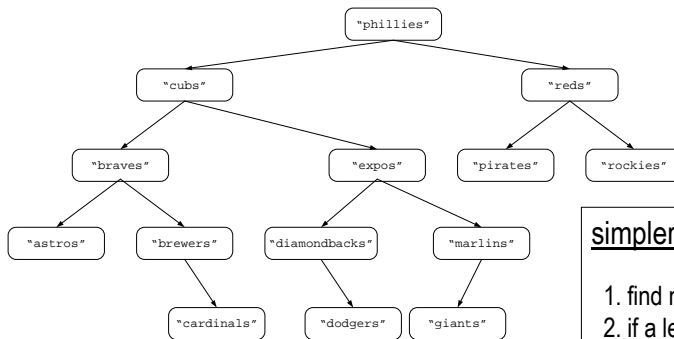 "phillies"
"cubs" "reds"
"braves" "expos" "pirates" "rockies"
"astros" "brewers" "diamondbacks" "marlins"
"cardinals" "dodgers" "giants"
simpler
1. find
2. if a